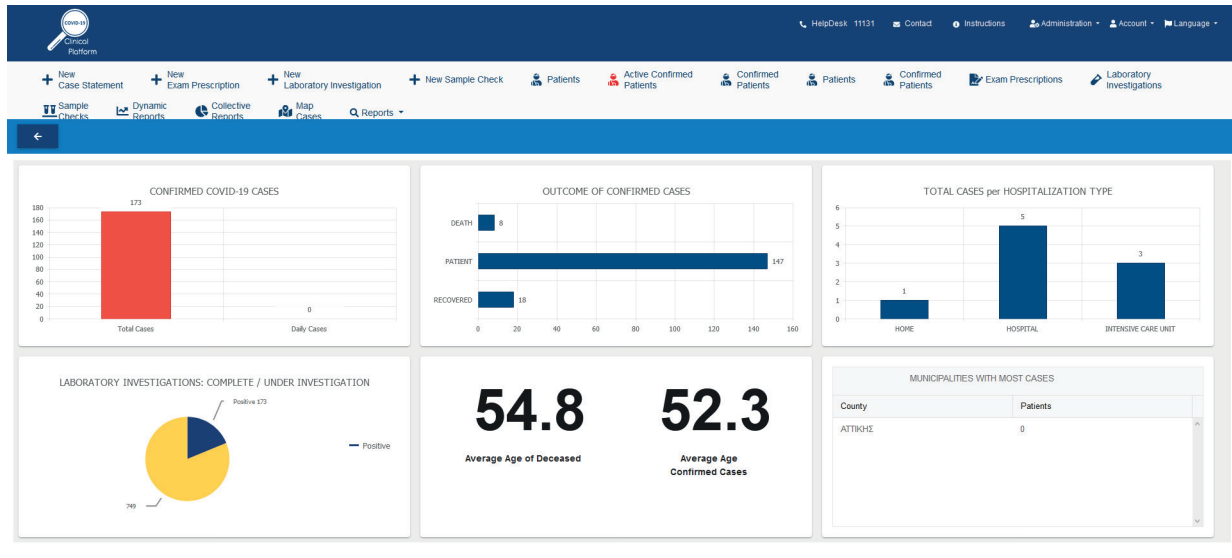 COVID-19
Clinical
Platform
HelpDesk 11131
Contact
Instructions
Administration
Account
Language
New
Case Statement
New
Exam Prescription
New
Laboratory Investigation
New Sample Check
Patients
Active Confirmed
Patients
Confirmed
Patients
Patients
Confirmed
Patients
Exam Prescriptions
Laboratory
Investigations
Sample
Checks
Dynamic
Reports
Collective
Reports
Map
Cases
Reports
CONFIRMED COVID-19 CASES
173
180
160
140
120
100
80
60
40
20
0
0
Total Cases
Daily Cases
OUTCOME OF CONFIRMED CASES
DEATH
8
PATIENT
147
RECOVERED
18
0 20 40 60 80 100 120 140 160
TOTAL CASES per HOSPITALIZATION TYPE
6
5
4
3
2
1
0
1
5
3
HOME
HOSPITAL
INTENSIVE CARE UNIT
LABORATORY INVESTIGATIONS: COMPLETE / UNDER INVESTIGATION
Positive 173
Positive
749
54.8
Average Age of Deceased
52.3
Average Age
Confirmed Cases
MUNICIPALITIES WITH MOST CASES
County Patients
ΑΤΤΙΚΗΣ 0